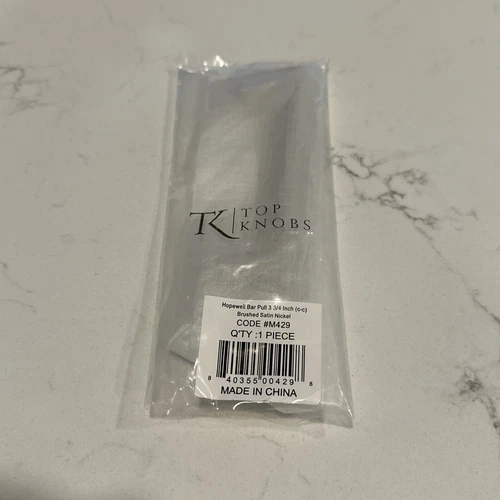 TK | TOP
KNOBS
Hopewell Bar Pull 3 3/4 Inch (c-c)
Brushed Satin Nickel
CODE #M429
Q'TY :1 PIECE
8 40355 00429 8
MADE IN CHINA